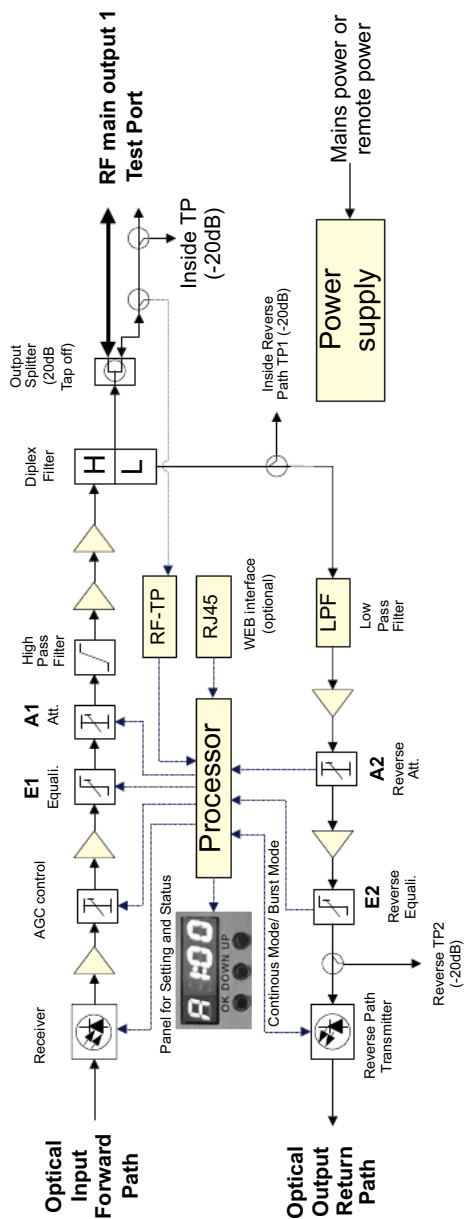 Optical
Input
Forward
Path
Receiver
AGC control
E1
Equali.
A1
Att.
High
Pass
Filter
Diplex
Filter
H
L
Output
Splitter
(20dB
Tap off)
RF main output 1
Test Port
Inside TP
(-20dB)
Panel for Setting and Status
A 1:00
OK DOWN UP
Processor
RF-TP
RJ45
WEB interface
(optional)
Continous Mode/ Burst Mode
Inside Reverse
Path TP1 (-20dB)
Power
supply
Mains power or
remote power
Optical
Output
Return
Path
Reverse Path
Transmitter
Reverse TP2
(-20dB)
E2
Reverse
Equali.
A2
Reverse
Att.
LPF
Low
Pass
Filter